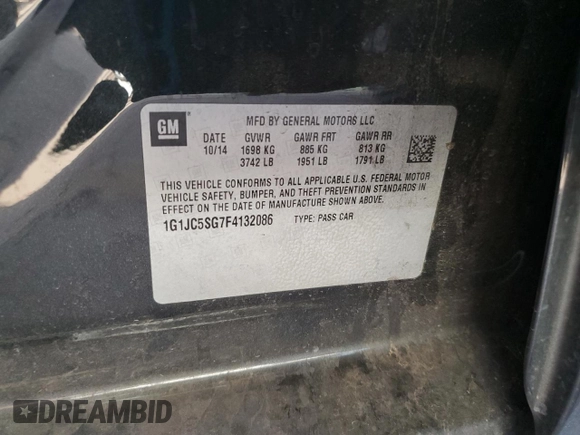 GM
MFD BY GENERAL MOTORS LLC
DATE GVWR GAWR FRT GAWR RR
10/14 1698 KG 885 KG 813 KG
3742 LB 1951 LB 1791 LB
THIS VEHICLE CONFORMS TO ALL APPLICABLE U.S. FEDERAL MOTOR
VEHICLE SAFETY, BUMPER, AND THEFT PREVENTION STANDARDS IN
EFFECT ON THE DATE OF MANUFACTURE SHOWN ABOVE.
1G1JC5SG7F4132086 TYPE: PASS CAR
DREAMBID